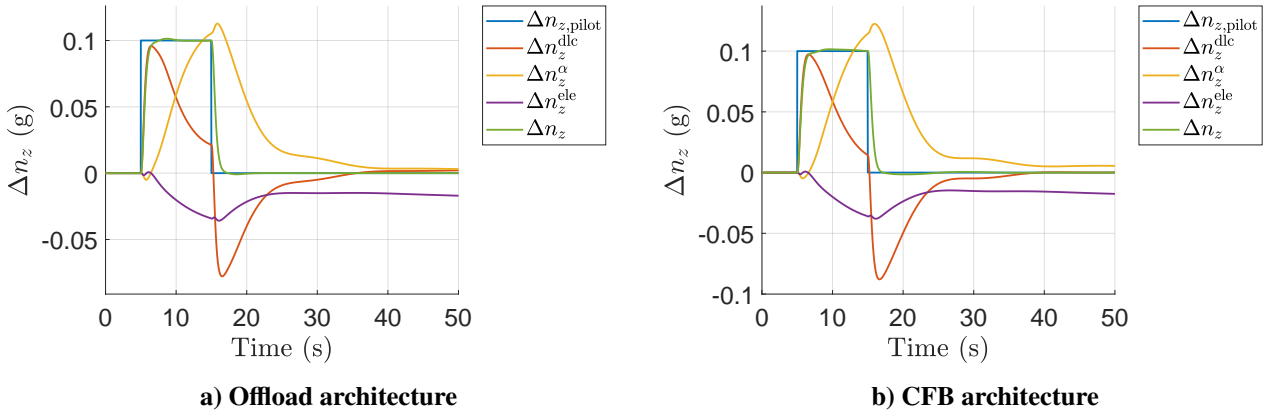 0.1
0.05
0
-0.05
0 10 20 30 40 50
Δn_z (g)
Time (s)
Δn_{z,pilot}
Δn_z^{dlc}
Δn_z^α
Δn_z^{ele}
Δn_z
a) Offload architecture
0.1
0.05
0
-0.05
-0.1
0 10 20 30 40 50
Δn_z (g)
Time (s)
Δn_{z,pilot}
Δn_z^{dlc}
Δn_z^α
Δn_z^{ele}
Δn_z
b) CFB architecture